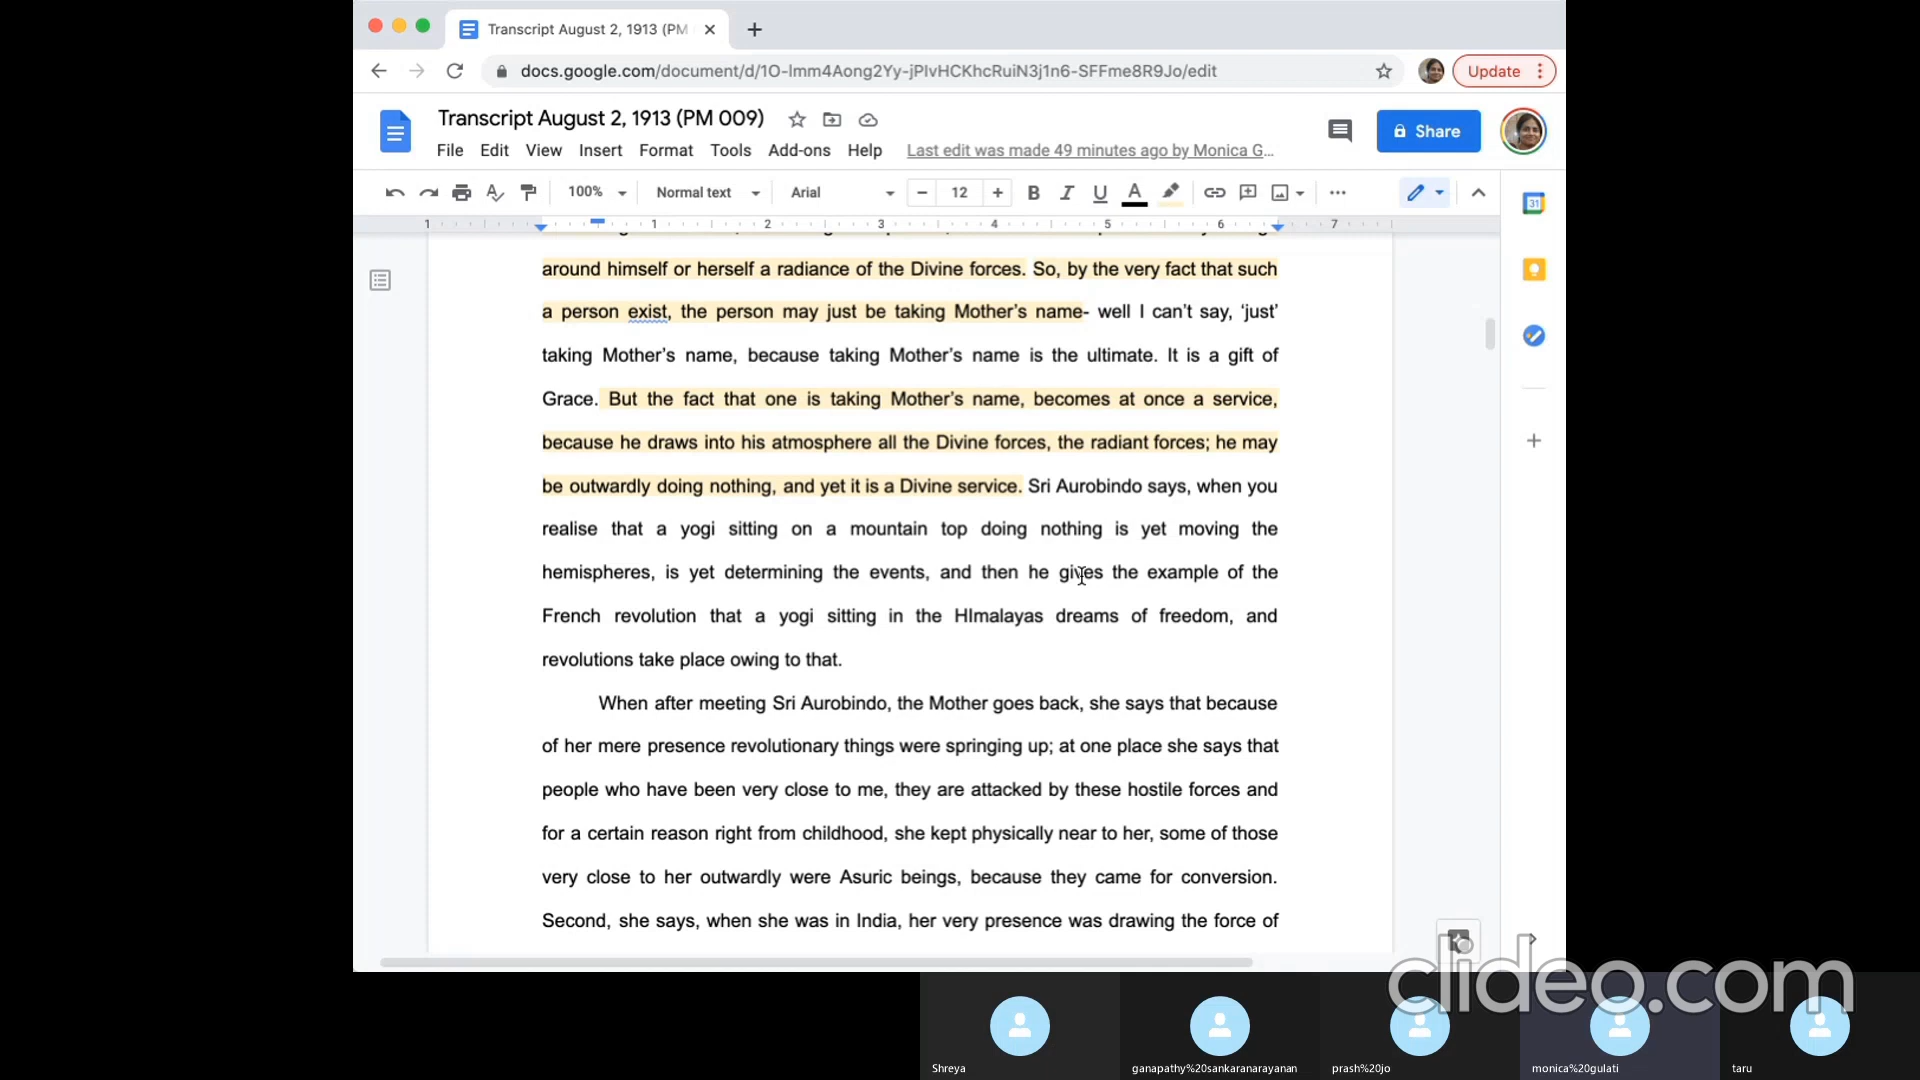 Transcript August 2, 1913 (PM
docs.google.com/document/d/1O-lmm4Aong2Yy-jPIvHCKhcRuiN3j1n6-SFFme8R9Jo/edit
Update
Transcript August 2, 1913 (PM 009)
File Edit View Insert Format Tools Add-ons Help Last edit was made 49 minutes ago by Monica G...
Share
100% Normal text Arial 12 B I U A
1 1 2 3 4 5 6 7
31
around himself or herself a radiance of the Divine forces. So, by the very fact that such
a person exist, the person may just be taking Mother’s name- well I can’t say, ‘just’
taking Mother’s name, because taking Mother’s name is the ultimate. It is a gift of
Grace. But the fact that one is taking Mother’s name, becomes at once a service,
because he draws into his atmosphere all the Divine forces, the radiant forces; he may
be outwardly doing nothing, and yet it is a Divine service. Sri Aurobindo says, when you
realise that a yogi sitting on a mountain top doing nothing is yet moving the
hemispheres, is yet determining the events, and then he gives the example of the
French revolution that a yogi sitting in the HImalayas dreams of freedom, and
revolutions take place owing to that.
When after meeting Sri Aurobindo, the Mother goes back, she says that because
of her mere presence revolutionary things were springing up; at one place she says that
people who have been very close to me, they are attacked by these hostile forces and
for a certain reason right from childhood, she kept physically near to her, some of those
very close to her outwardly were Asuric beings, because they came for conversion.
Second, she says, when she was in India, her very presence was drawing the force of
clideo.com
Shreya ganapathy%20sankaranarayanan prash%20jo monica%20gulati taru